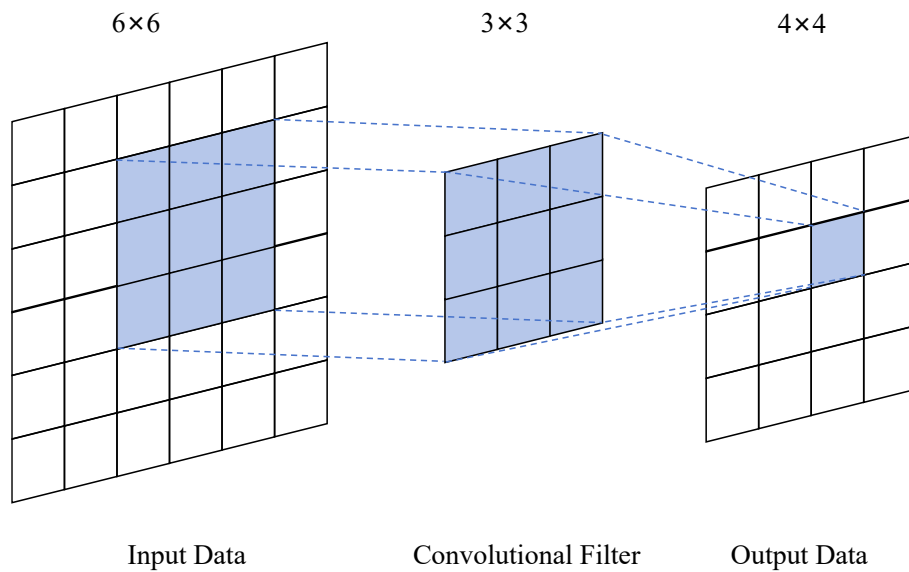 6×6
3×3
4×4
Input Data
Convolutional Filter
Output Data